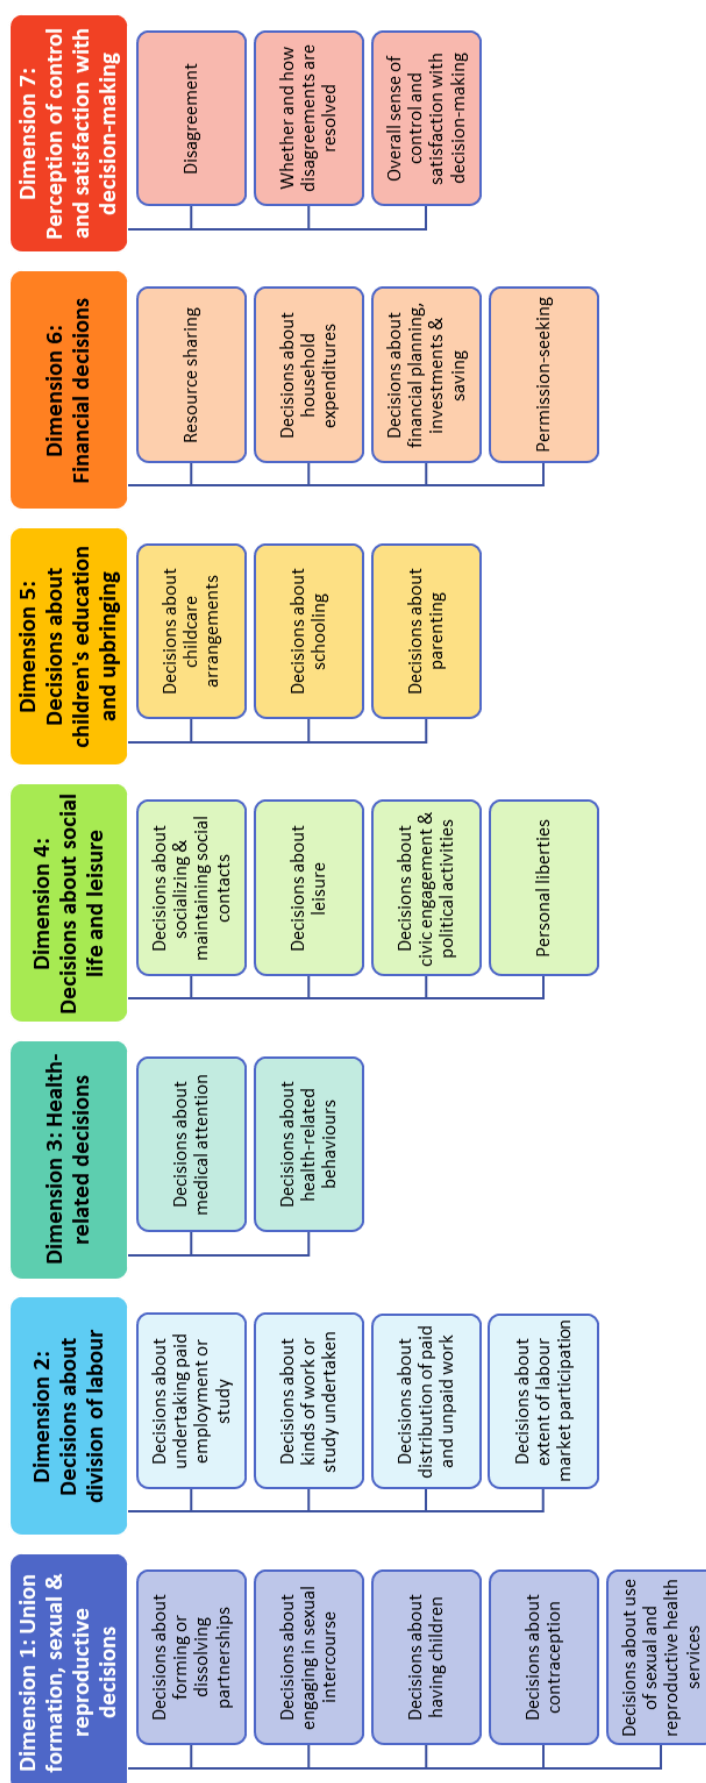 Dimension 1: Union
formation, sexual &
reproductive
decisions
Decisions about
forming or
dissolving
partnerships
Decisions about
engaging in sexual
intercourse
Decisions about
having children
Decisions about
contraception
Decisions about use
of sexual and
reproductive health
services
Dimension 2:
Decisions about
division of labour
Decisions about
undertaking paid
employment or
study
Decisions about
kinds of work or
study undertaken
Decisions about
distribution of paid
and unpaid work
Decisions about
extent of labour
market participation
Dimension 3: Health-
related decisions
Decisions about
medical attention
Decisions about
health-related
behaviours
Dimension 4:
Decisions about social
life and leisure
Decisions about
socializing &
maintaining social
contacts
Decisions about
leisure
Decisions about
civic engagement &
political activities
Personal liberties
Dimension 5:
Decisions about
children's education
and upbringing
Decisions about
childcare
arrangements
Decisions about
schooling
Decisions about
parenting
Dimension 6:
Financial decisions
Resource sharing
Decisions about
household
expenditures
Decisions about
financial planning,
investments &
saving
Permission-seeking
Dimension 7:
Perception of control
and satisfaction with
decision-making
Disagreement
Whether and how
disagreements are
resolved
Overall sense of
control and
satisfaction with
decision-making